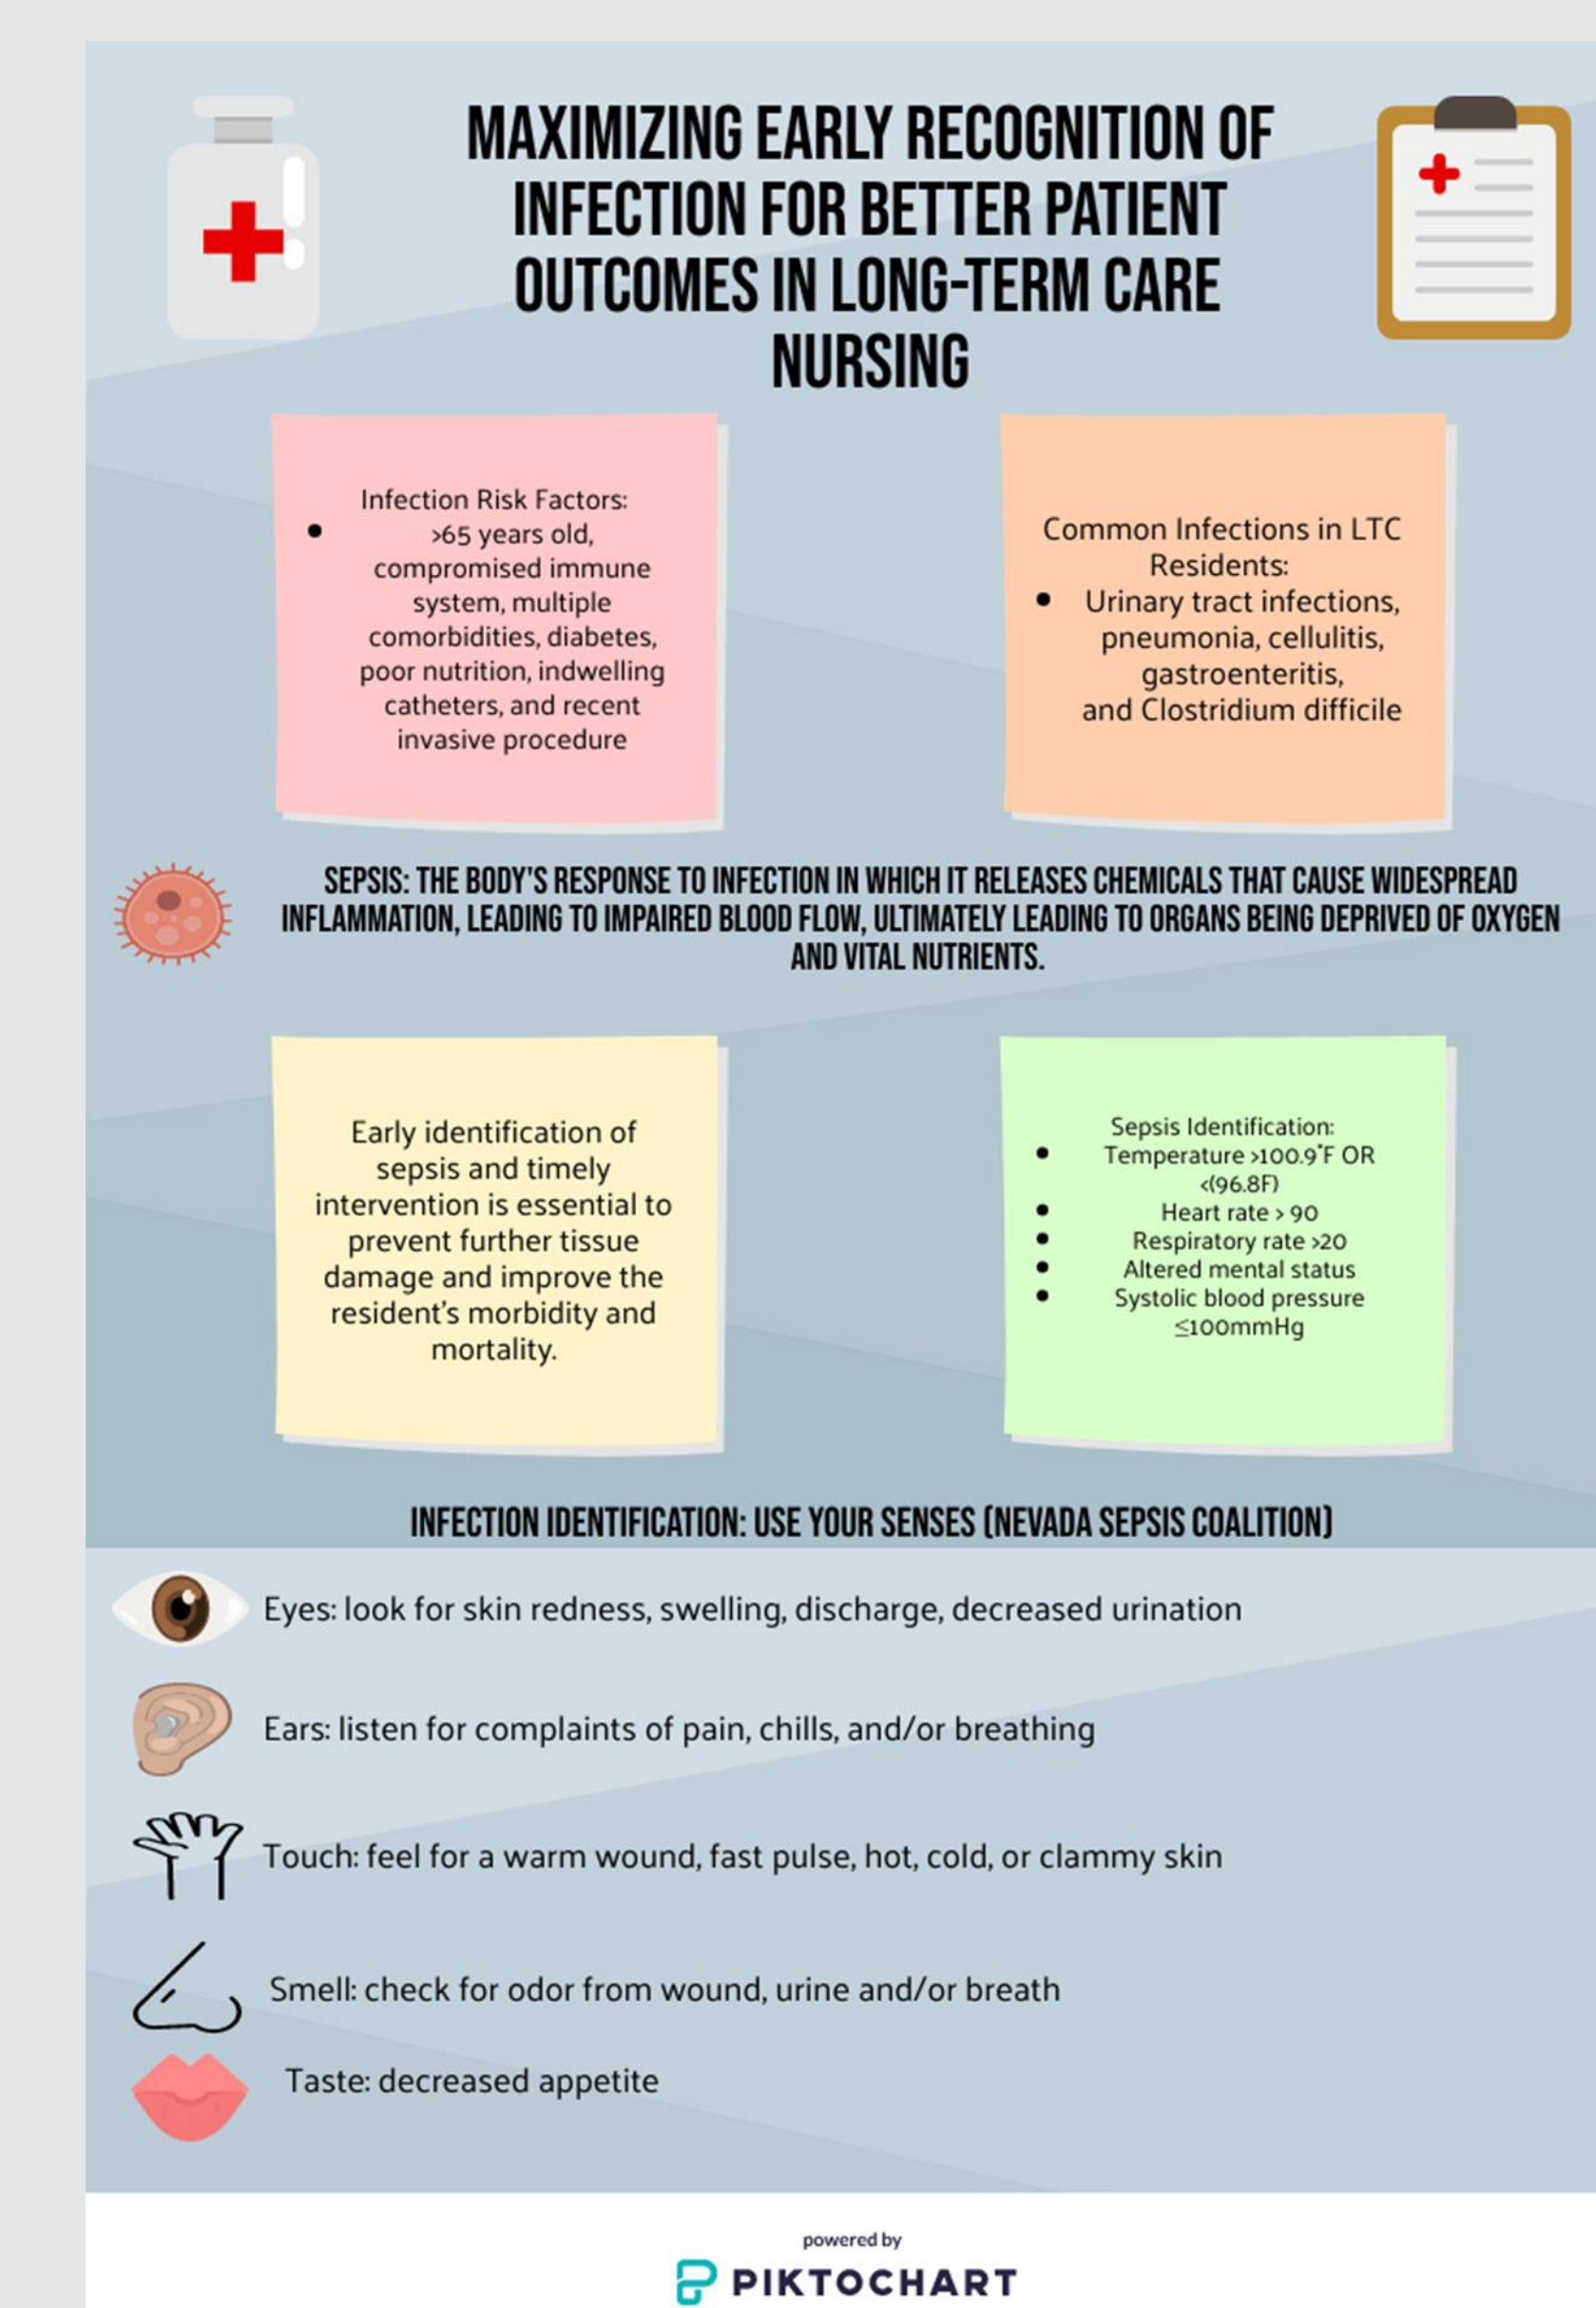 MAXIMIZING EARLY RECOGNITION OF
INFECTION FOR BETTER PATIENT
OUTCOMES IN LONG-TERM CARE
NURSING
Infection Risk Factors:
• >65 years old,
compromised immune
system, multiple
comorbidities, diabetes,
poor nutrition, indwelling
catheters, and recent
invasive procedure
Common Infections in LTC
Residents:
• Urinary tract infections,
pneumonia, cellulitis,
gastroenteritis,
and Clostridium difficile
SEPSIS: THE BODY'S RESPONSE TO INFECTION IN WHICH IT RELEASES CHEMICALS THAT CAUSE WIDESPREAD
INFLAMMATION, LEADING TO IMPAIRED BLOOD FLOW, ULTIMATELY LEADING TO ORGANS BEING DEPRIVED OF OXYGEN
AND VITAL NUTRIENTS.
Early identification of
sepsis and timely
intervention is essential to
prevent further tissue
damage and improve the
resident's morbidity and
mortality.
Sepsis Identification:
• Temperature >100.9˚F OR
<(96.8F)
• Heart rate > 90
• Respiratory rate >20
• Altered mental status
• Systolic blood pressure
≤100mmHg
INFECTION IDENTIFICATION: USE YOUR SENSES (NEVADA SEPSIS COALITION)
Eyes: look for skin redness, swelling, discharge, decreased urination
Ears: listen for complaints of pain, chills, and/or breathing
Touch: feel for a warm wound, fast pulse, hot, cold, or clammy skin
Smell: check for odor from wound, urine and/or breath
Taste: decreased appetite
powered by
PIKTOCHART